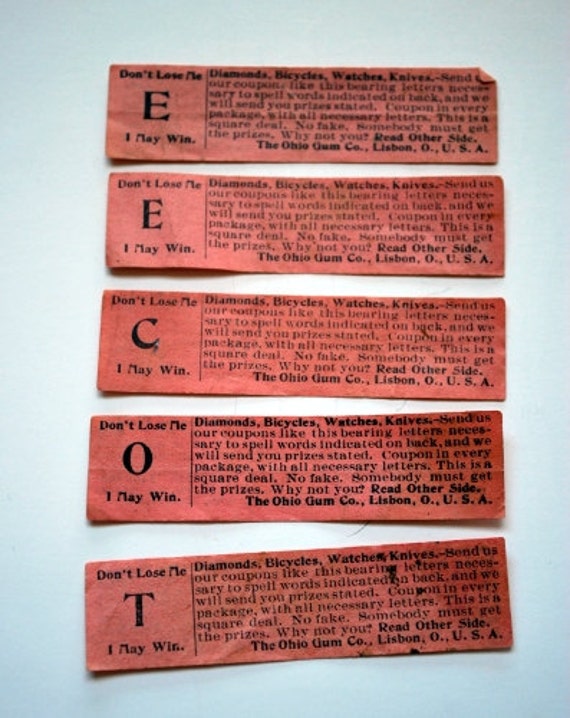 Don't Lose Me
E
I May Win.
Diamonds, Bicycles, Watches, Knives.-Send us
our coupons like this bearing letters neces-
sary to spell words indicated on back, and we
will send you prizes stated. Coupon in every
package, with all necessary letters. This is a
square deal. No fake. Somebody must get
the prizes. Why not you? Read Other Side.
The Ohio Gum Co., Lisbon, O., U. S. A.
Don't Lose Me
E
I May Win.
Diamonds, Bicycles, Watches, Knives.-Send us
our coupons like this bearing letters neces-
sary to spell words indicated on back, and we
will send you prizes stated. Coupon in every
package, with all necessary letters. This is a
square deal. No fake. Somebody must get
the prizes. Why not you? Read Other Side.
The Ohio Gum Co., Lisbon, O., U. S. A.
Don't Lose Me
C
I May Win.
Diamonds, Bicycles, Watches, Knives.-Send us
our coupons like this bearing letters neces-
sary to spell words indicated on back, and we
will send you prizes stated. Coupon in every
package, with all necessary letters. This is a
square deal. No fake. Somebody must get
the prizes. Why not you? Read Other Side.
The Ohio Gum Co., Lisbon, O., U. S. A.
Don't Lose Me
O
I May Win.
Diamonds, Bicycles, Watches, Knives.-Send us
our coupons like this bearing letters neces-
sary to spell words indicated on back, and we
will send you prizes stated. Coupon in every
package, with all necessary letters. This is a
square deal. No fake. Somebody must get
the prizes. Why not you? Read Other Side.
The Ohio Gum Co., Lisbon, O., U. S. A.
Don't Lose Me
T
I May Win.
Diamonds, Bicycles, Watches, Knives.-Send us
our coupons like this bearing letters neces-
sary to spell words indicated on back, and we
will send you prizes stated. Coupon in every
package, with all necessary letters. This is a
square deal. No fake. Somebody must get
the prizes. Why not you? Read Other Side.
The Ohio Gum Co., Lisbon, O., U. S. A.